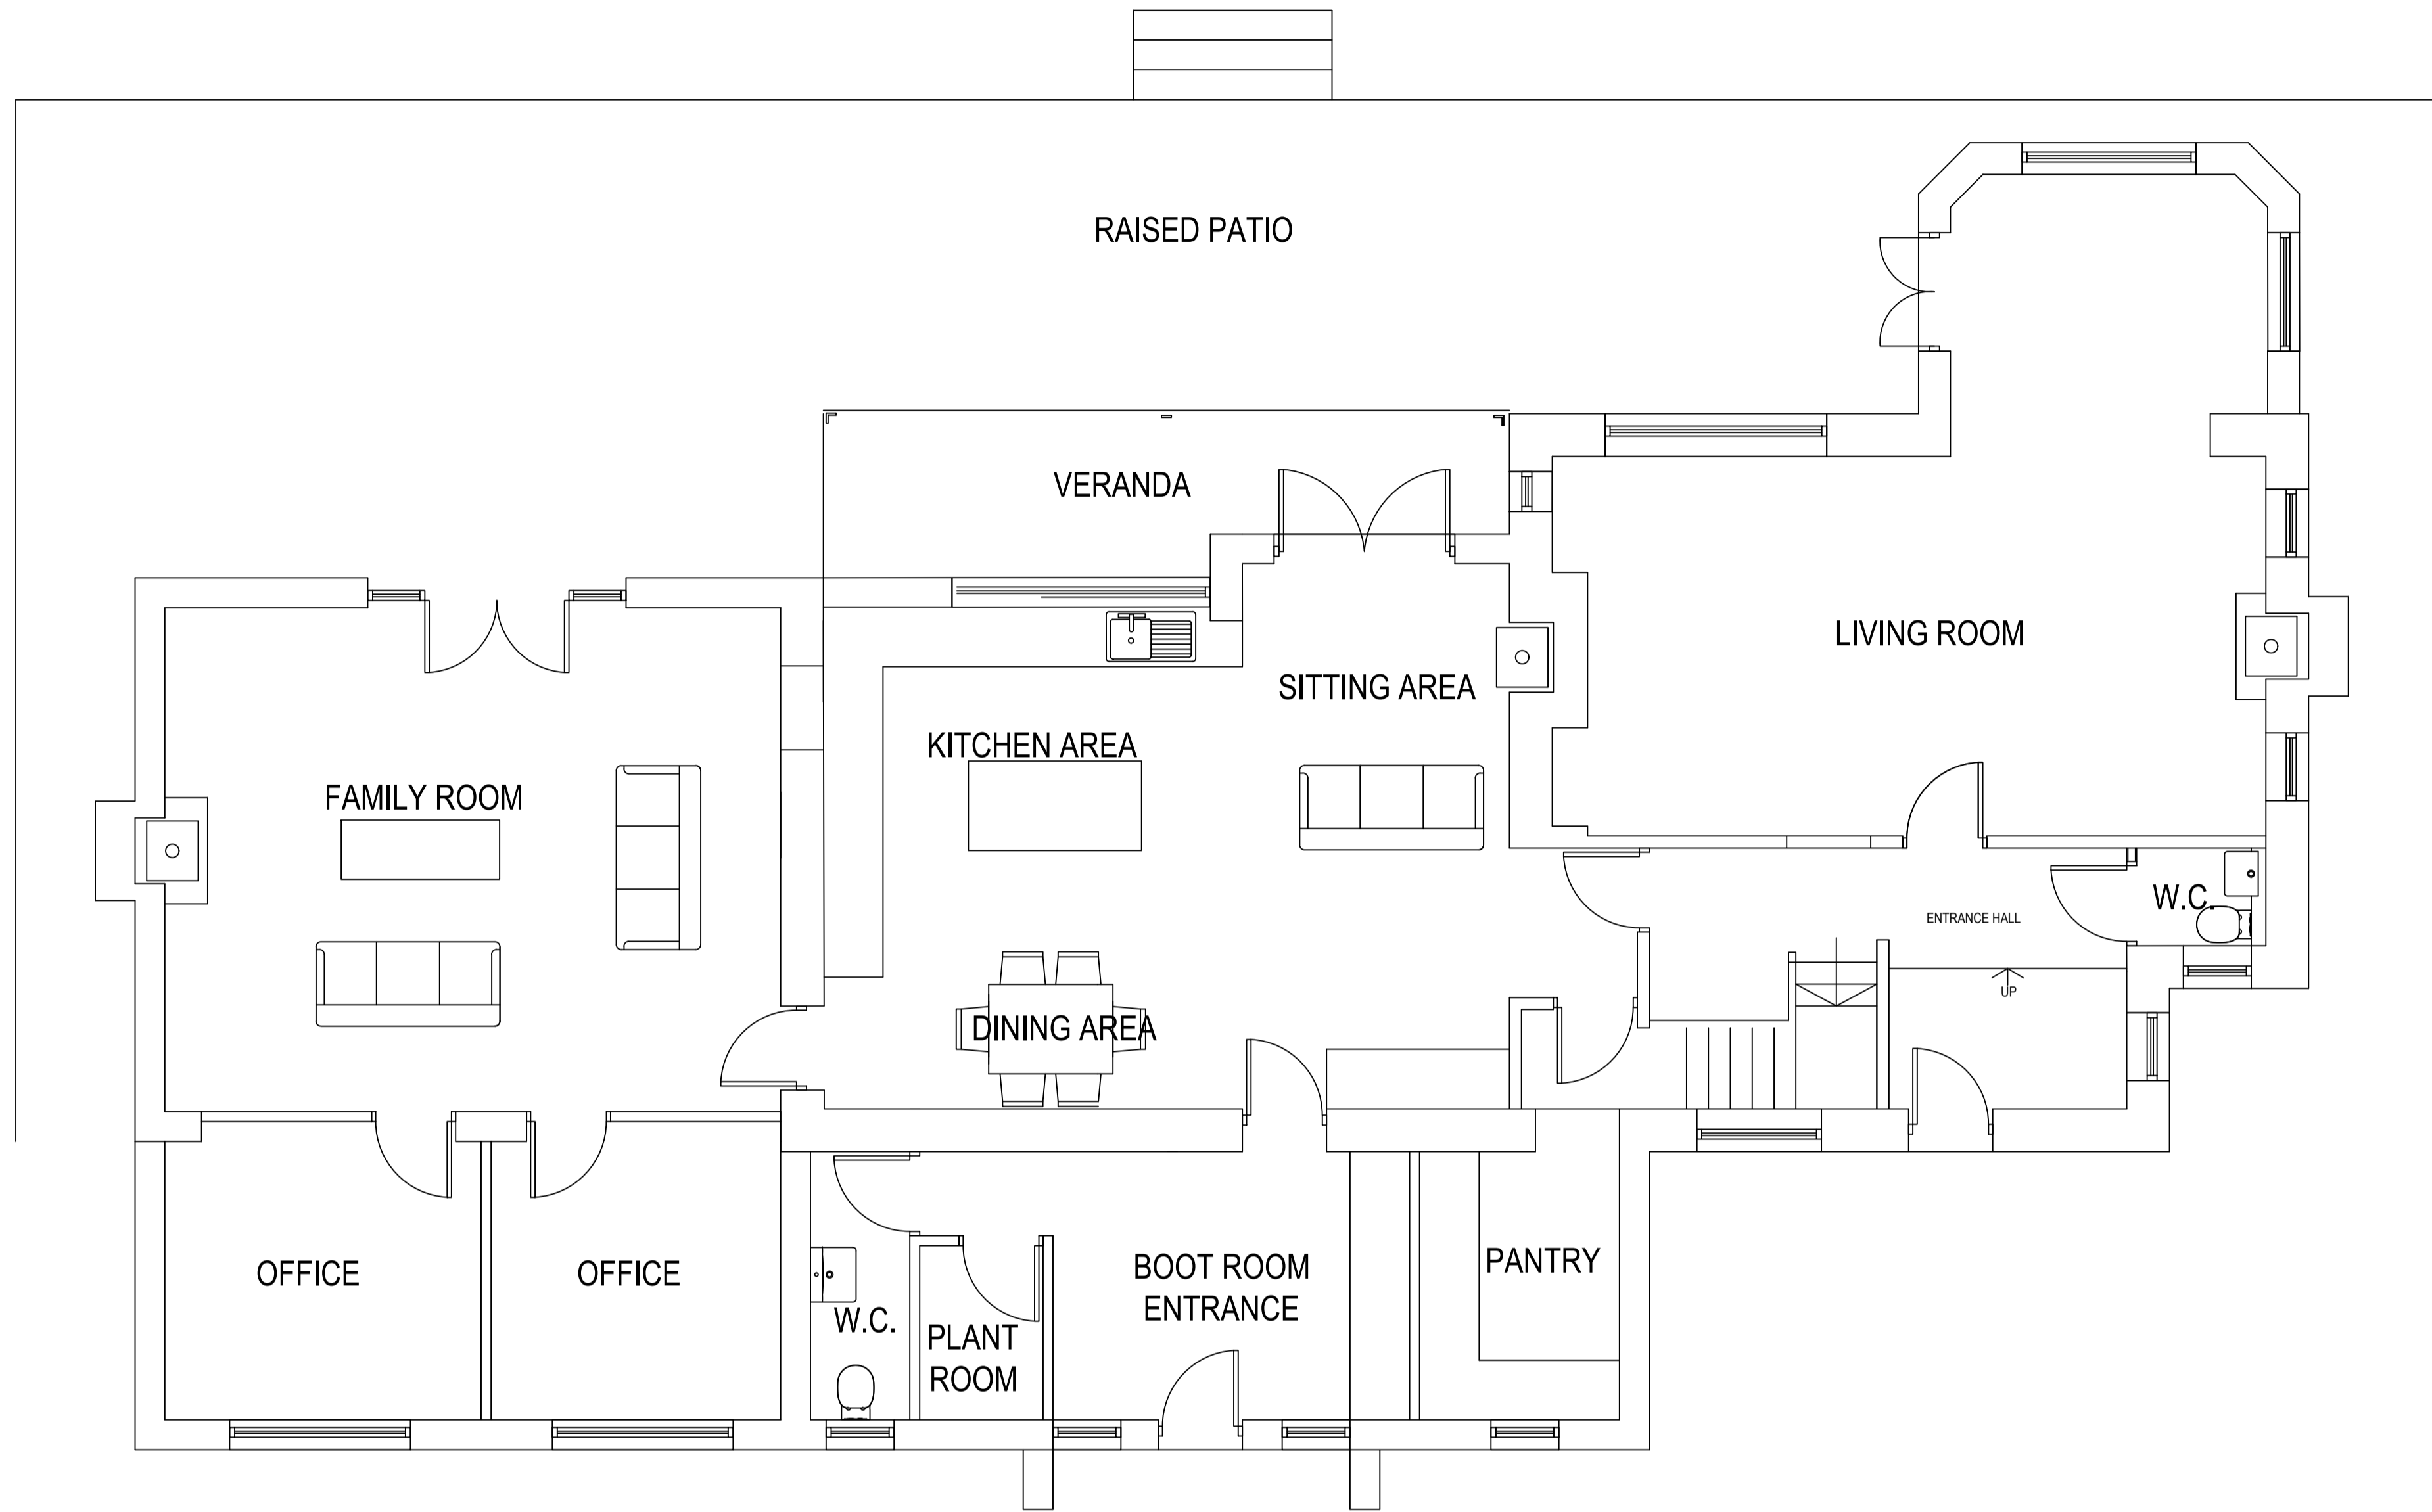 RAISED PATIO
VERANDA
LIVING ROOM
SITTING AREA
KITCHEN AREA
FAMILY ROOM
W.C.
ENTRANCE HALL
UP
DINING AREA
OFFICE
OFFICE
W.C.
PLANT
ROOM
BOOT ROOM
ENTRANCE
PANTRY